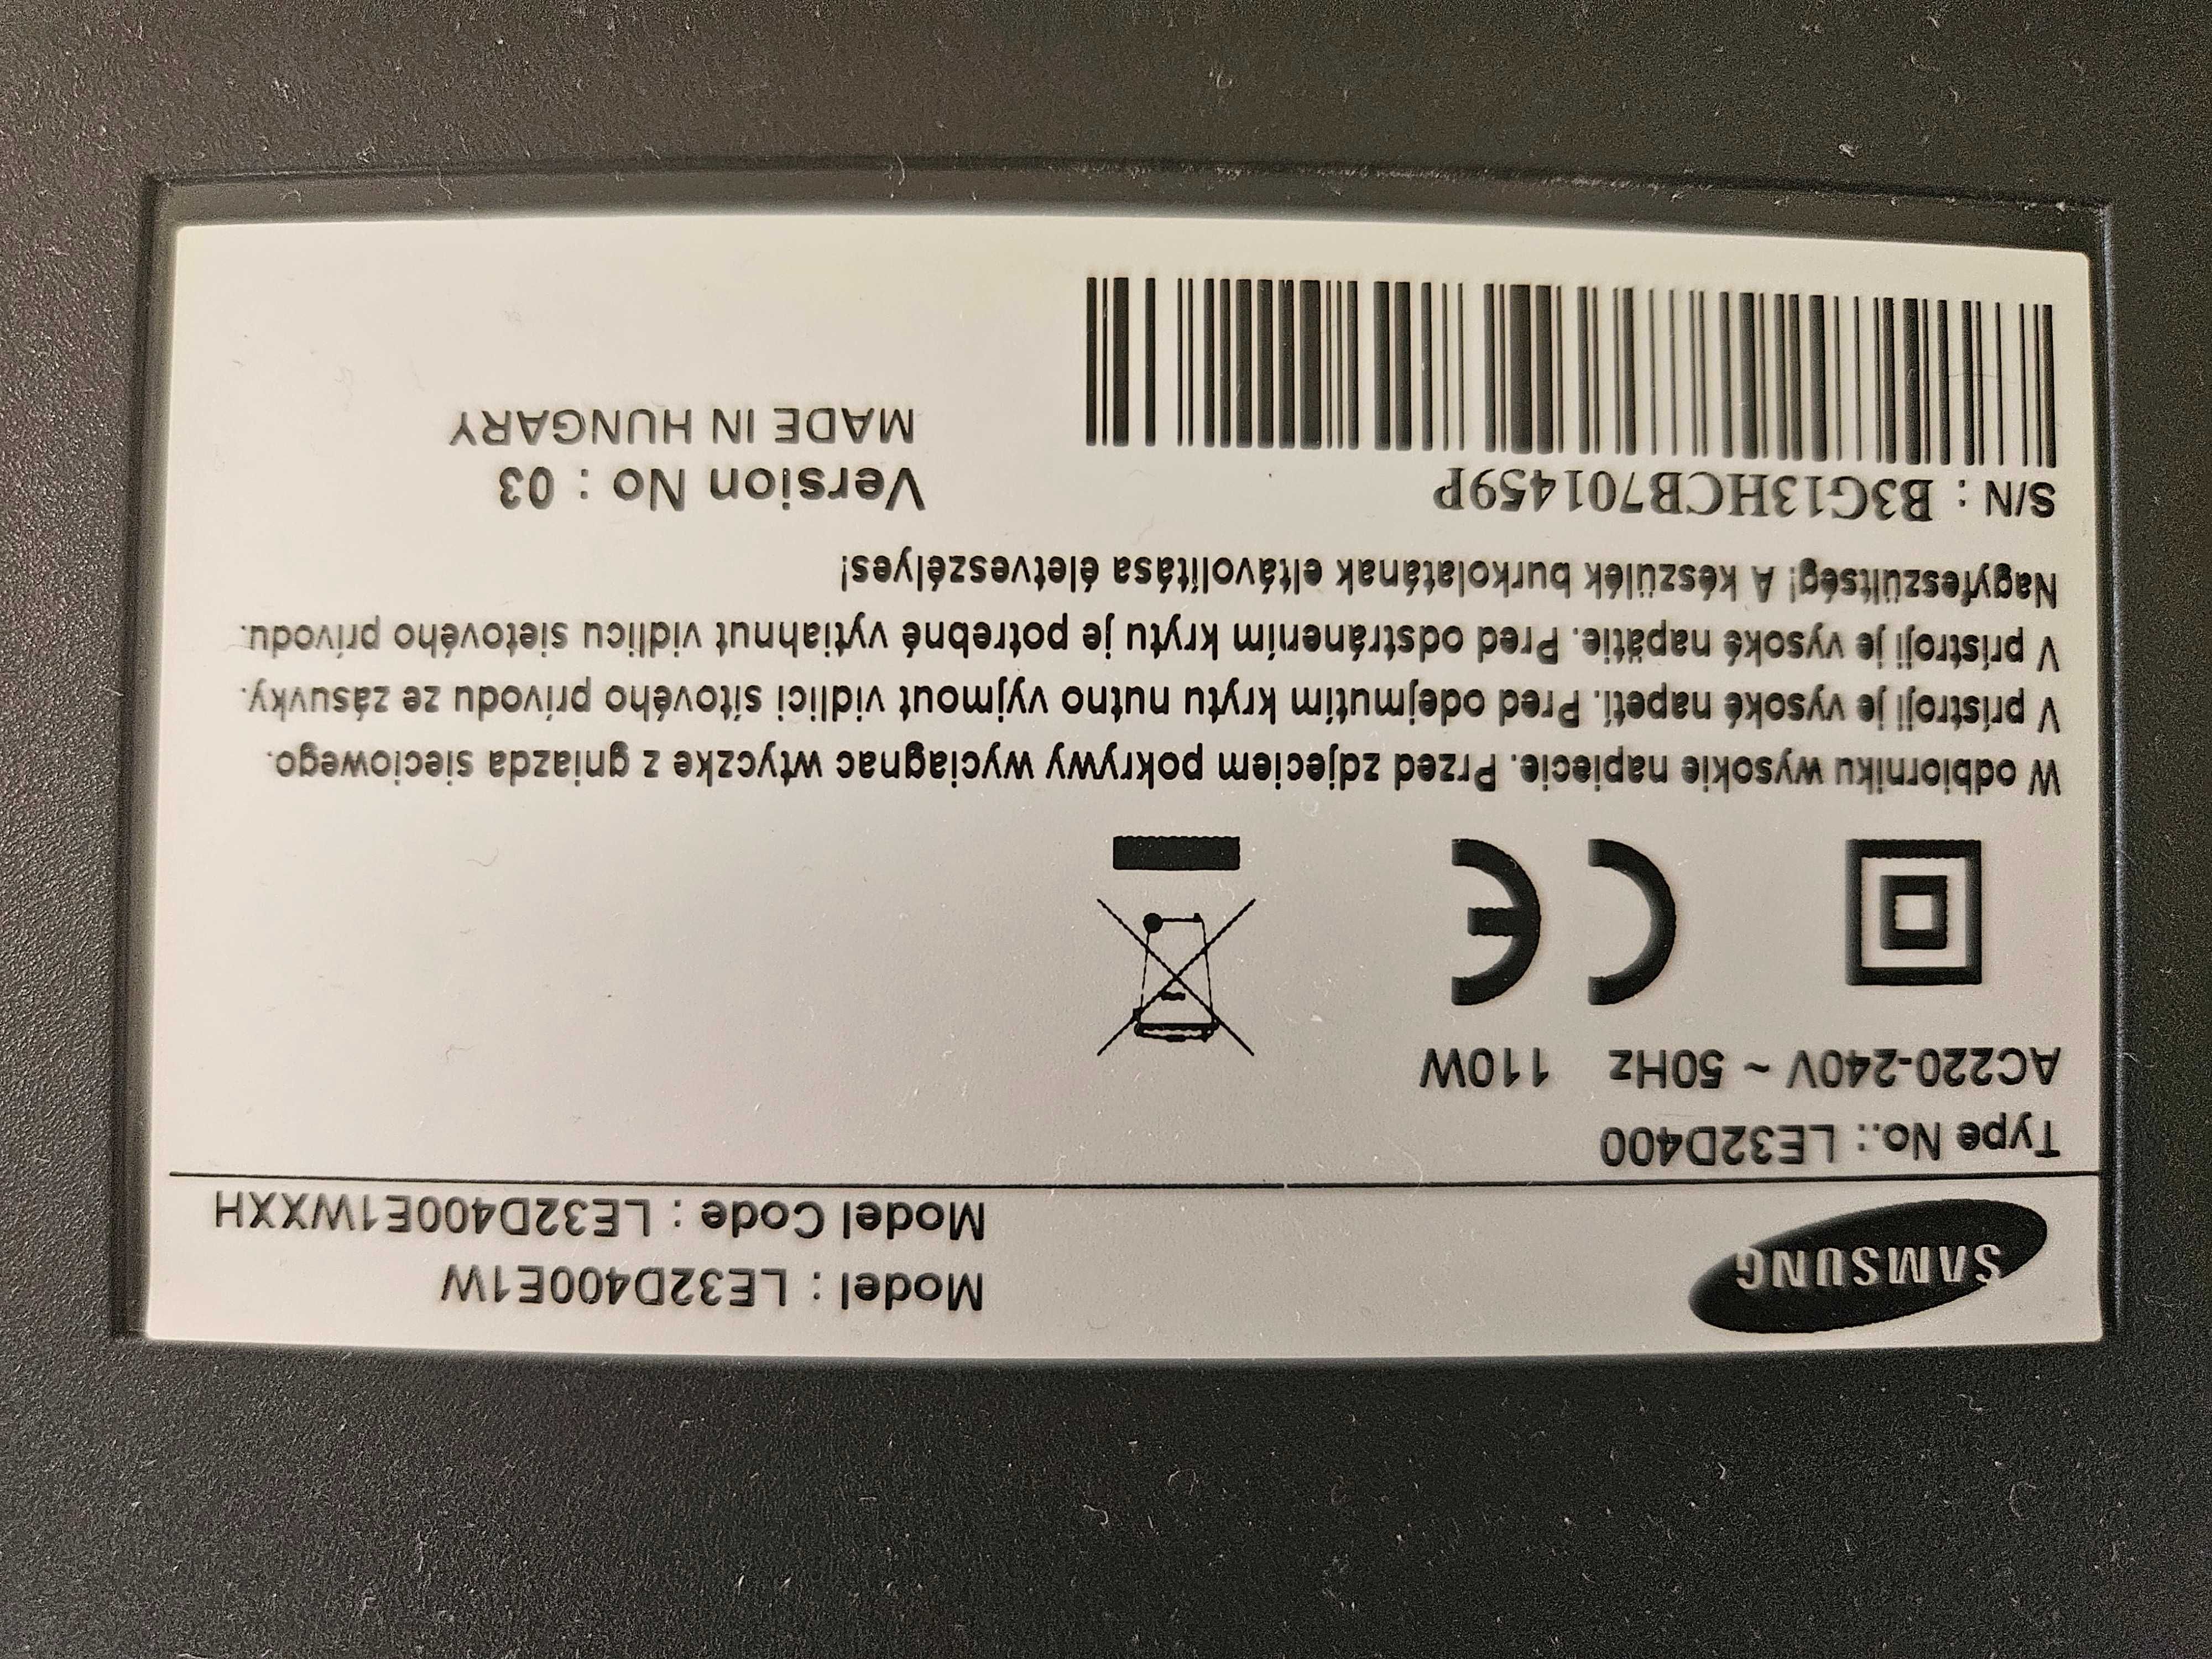 SAMSUNG
Model : LE32D400E1W
Model Code : LE32D400E1WXXH
Type No.: LE32D400
AC220-240V ~ 50Hz 110W
CE
W odbiorniku wysokie napiecie. Przed zdjeciem pokrywy wyciagnac wtyczke z gniazda sieciowego.
V prístroji je vysoké napetí. Pred odejmutím krytu nutno vyjmout vidlici sítového prívodu ze zásuvky.
V prístroji je vysoké napätie. Pred odstránením krytu je potrebné vytiahnut vidlicu sietového prívodu.
Nagyfeszültség! A készülék burkolatának eltávolítása életveszélyes!
S/N : B3G13HCB701459P
Version No : 03
MADE IN HUNGARY